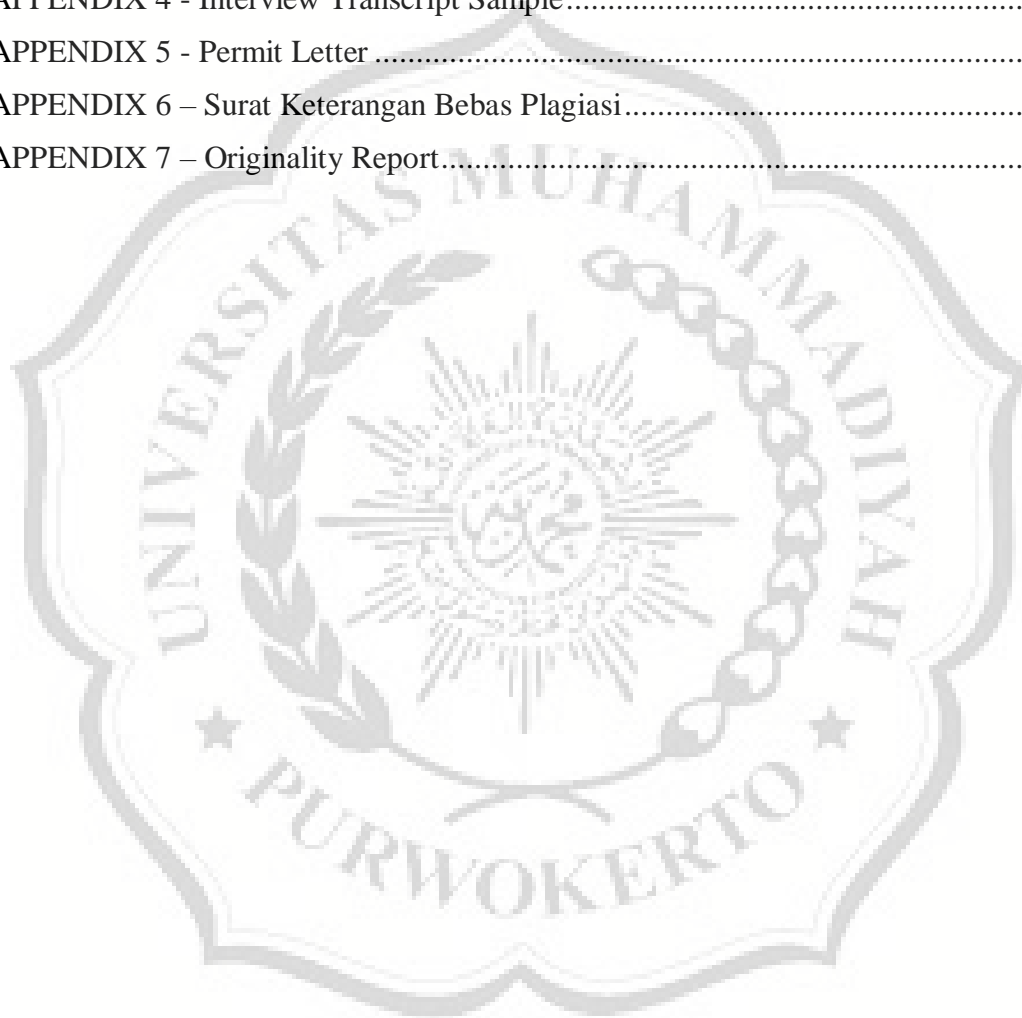 APPENDIX 4 - Interview Transcript Sample
APPENDIX 5 - Permit Letter
APPENDIX 6 – Surat Keterangan Bebas Plagiasi
APPENDIX 7 – Originality Report
UNIVERSITAS MUHAMMADIYAH
PURWOKERTO